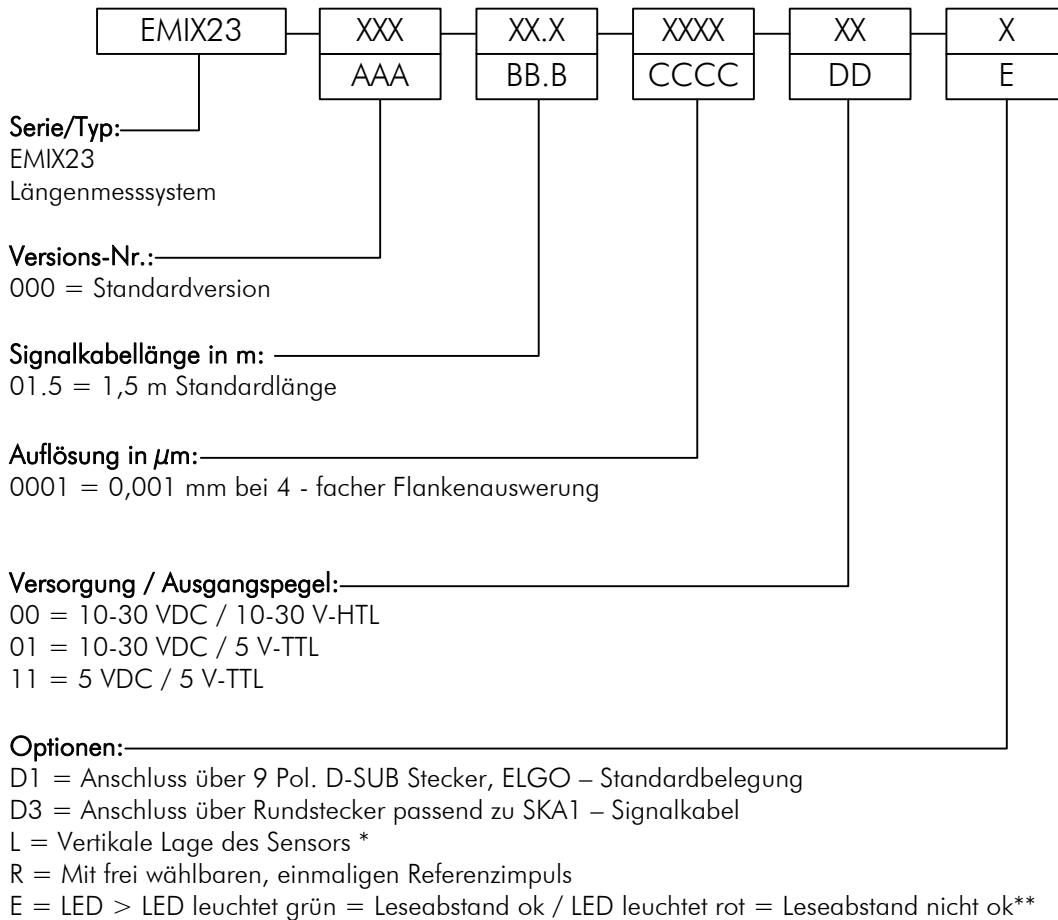 EMIX23 XXX XX.X XXXX XX X
AAA BB.B CCCC DD E
Serie/Typ:
EMIX23
Längenmesssystem
Versions-Nr.:
000 = Standardversion
Signalkabellänge in m:
01.5 = 1,5 m Standardlänge
Auflösung in μm:
0001 = 0,001 mm bei 4 - facher Flankenauswerung
Versorgung / Ausgangspegel:
00 = 10-30 VDC / 10-30 V-HTL
01 = 10-30 VDC / 5 V-TTL
11 = 5 VDC / 5 V-TTL
Optionen:
D1 = Anschluss über 9 Pol. D-SUB Stecker, ELGO – Standardbelegung
D3 = Anschluss über Rundstecker passend zu SKA1 – Signalkabel
L = Vertikale Lage des Sensors *
R = Mit frei wählbaren, einmaligen Referenzimpuls
E = LED > LED leuchtet grün = Leseabstand ok / LED leuchtet rot = Leseabstand nicht ok**